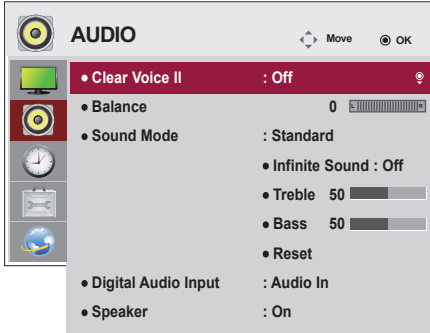 AUDIO Move OK
• Clear Voice II : Off
• Balance 0 L R
• Sound Mode : Standard
• Infinite Sound : Off
• Treble 50
• Bass 50
• Reset
• Digital Audio Input : Audio In
• Speaker : On